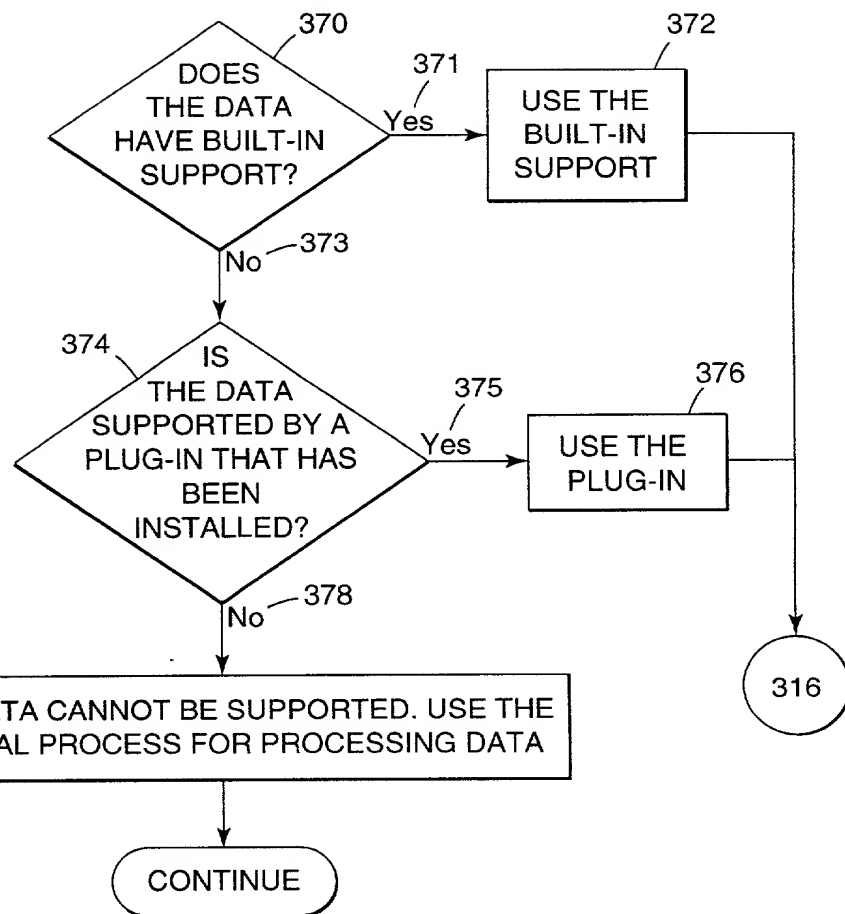 370
DOES
THE DATA
HAVE BUILT-IN
SUPPORT?
371
Yes
372
USE THE
BUILT-IN
SUPPORT
No
373
374
IS
THE DATA
SUPPORTED BY A
PLUG-IN THAT HAS
BEEN
INSTALLED?
375
Yes
376
USE THE
PLUG-IN
No
378
316
CANNOT BE SUPPORTED. USE THE
PROCESS FOR PROCESSING DATA
CONTINUE